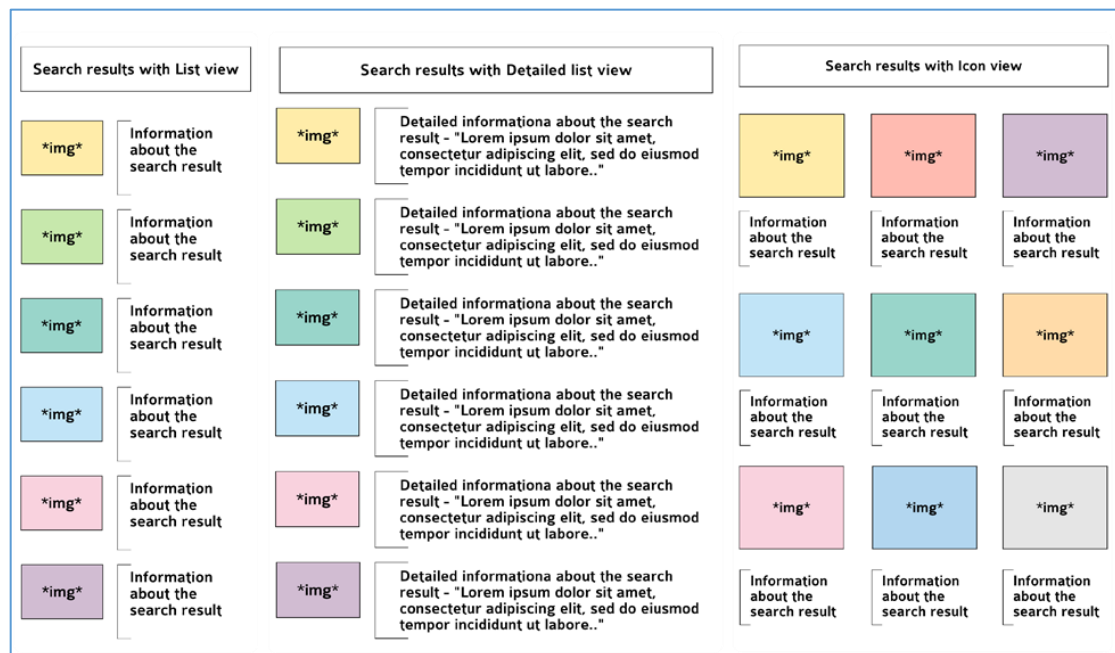 Search results with List view
*img*
Information
about the
search result
*img*
Information
about the
search result
*img*
Information
about the
search result
*img*
Information
about the
search result
*img*
Information
about the
search result
*img*
Information
about the
search result
Search results with Detailed list view
*img*
Detailed informationa about the search
result - "Lorem ipsum dolor sit amet,
consectetur adipiscing elit, sed do eiusmod
tempor incididunt ut labore.."
*img*
Detailed informationa about the search
result - "Lorem ipsum dolor sit amet,
consectetur adipiscing elit, sed do eiusmod
tempor incididunt ut labore.."
*img*
Detailed informationa about the search
result - "Lorem ipsum dolor sit amet,
consectetur adipiscing elit, sed do eiusmod
tempor incididunt ut labore.."
*img*
Detailed informationa about the search
result - "Lorem ipsum dolor sit amet,
consectetur adipiscing elit, sed do eiusmod
tempor incididunt ut labore.."
*img*
Detailed informationa about the search
result - "Lorem ipsum dolor sit amet,
consectetur adipiscing elit, sed do eiusmod
tempor incididunt ut labore.."
*img*
Detailed informationa about the search
result - "Lorem ipsum dolor sit amet,
consectetur adipiscing elit, sed do eiusmod
tempor incididunt ut labore.."
Search results with Icon view
*img*
Information
about the
search result
*img*
Information
about the
search result
*img*
Information
about the
search result
*img*
Information
about the
search result
*img*
Information
about the
search result
*img*
Information
about the
search result
*img*
Information
about the
search result
*img*
Information
about the
search result
*img*
Information
about the
search result